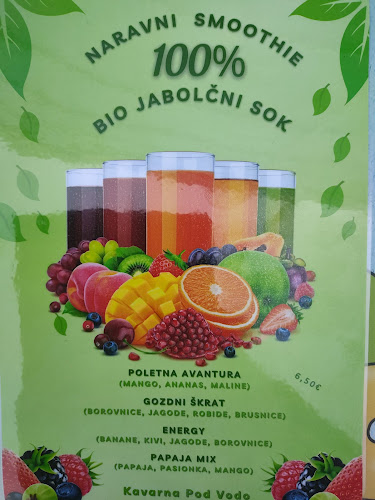 NARAVNI SMOOTHIE
100%
BIO JABOLČNI SOK
POLETNA AVANTURA
(MANGO, ANANAS, MALINE)
6,50€
GOZDNI ŠKRAT
(BOROVNICE, JAGODE, ROBIDE, BRUSNICE)
ENERGY
(BANANE, KIVI, JAGODE, BOROVNICE)
PAPAJA MIX
(PAPAJA, PASIONKA, MANGO)
Kavarna Pod Vodo